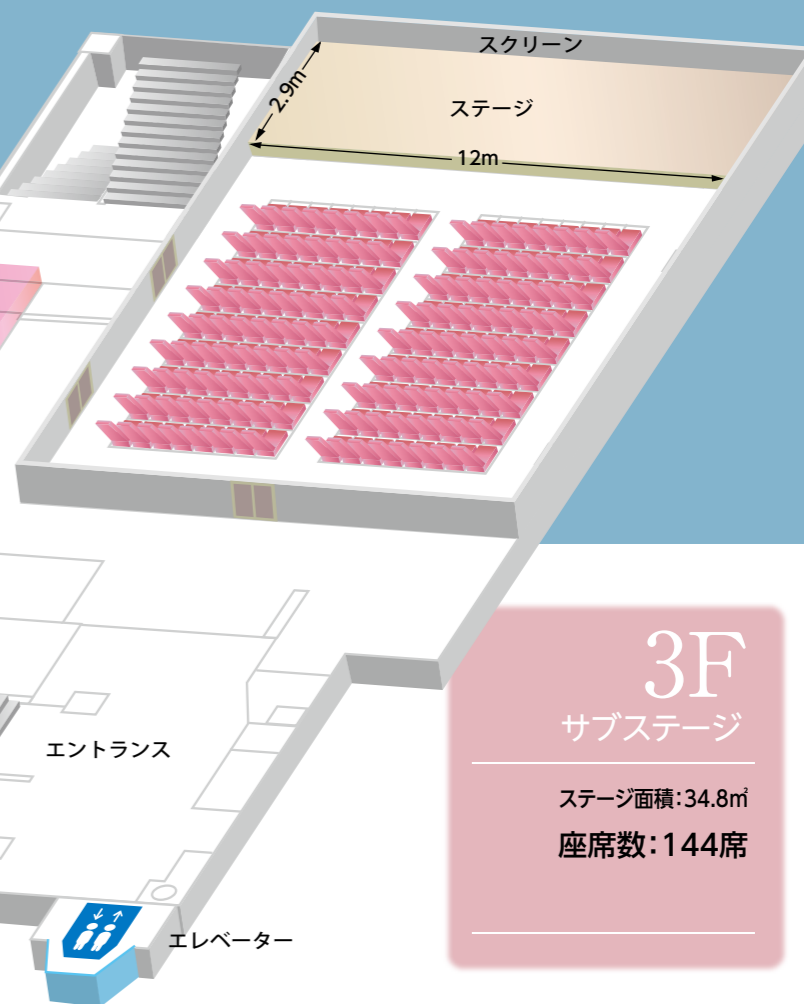 スクリーン
2.9m
ステージ
12m
3F
サブステージ
ステージ面積：34.8㎡
座席数：144席
エントランス
エレベーター